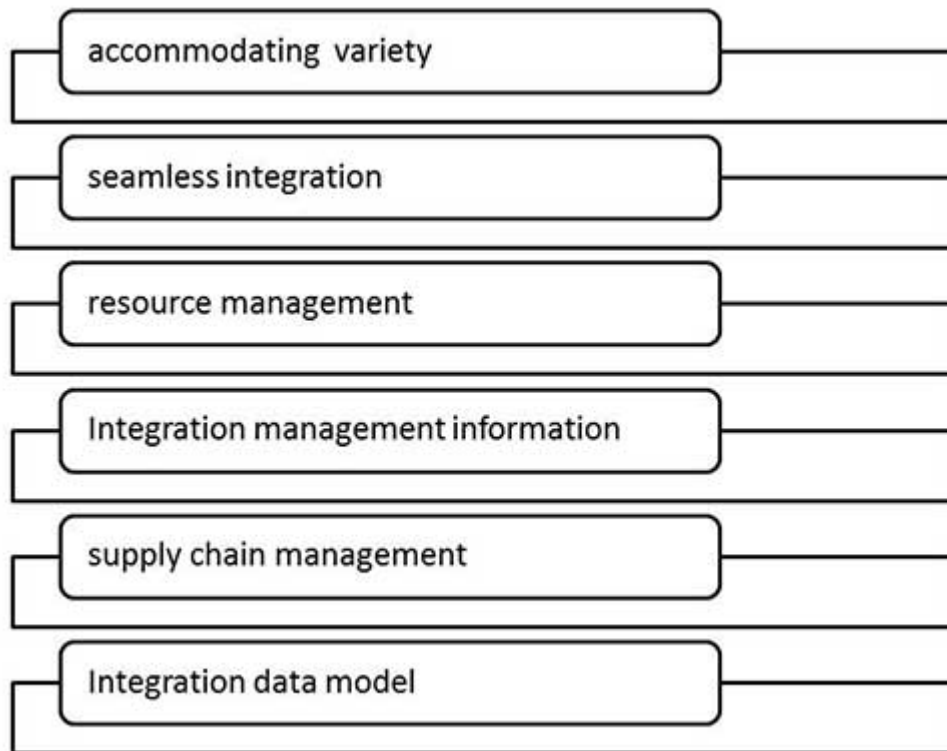 accommodating variety
seamless integration
resource management
Integration management information
supply chain management
Integration data model